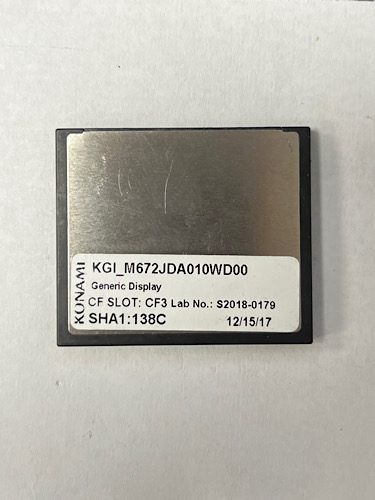 KONAMI
KGI_M672JDA010WD00
Generic Display
CF SLOT: CF3 Lab No.: S2018-0179
SHA1:138C 12/15/17